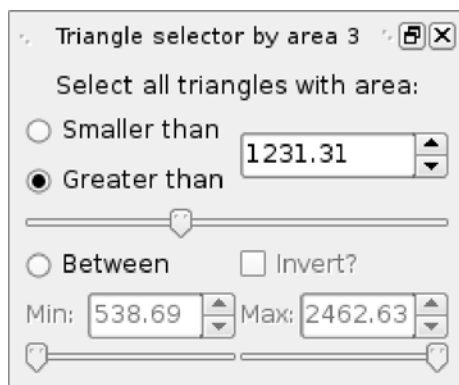 Triangle selector by area 3
Select all triangles with area:
Smaller than
1231.31
Greater than
Between
Invert?
Min: 538.69 Max: 2462.63